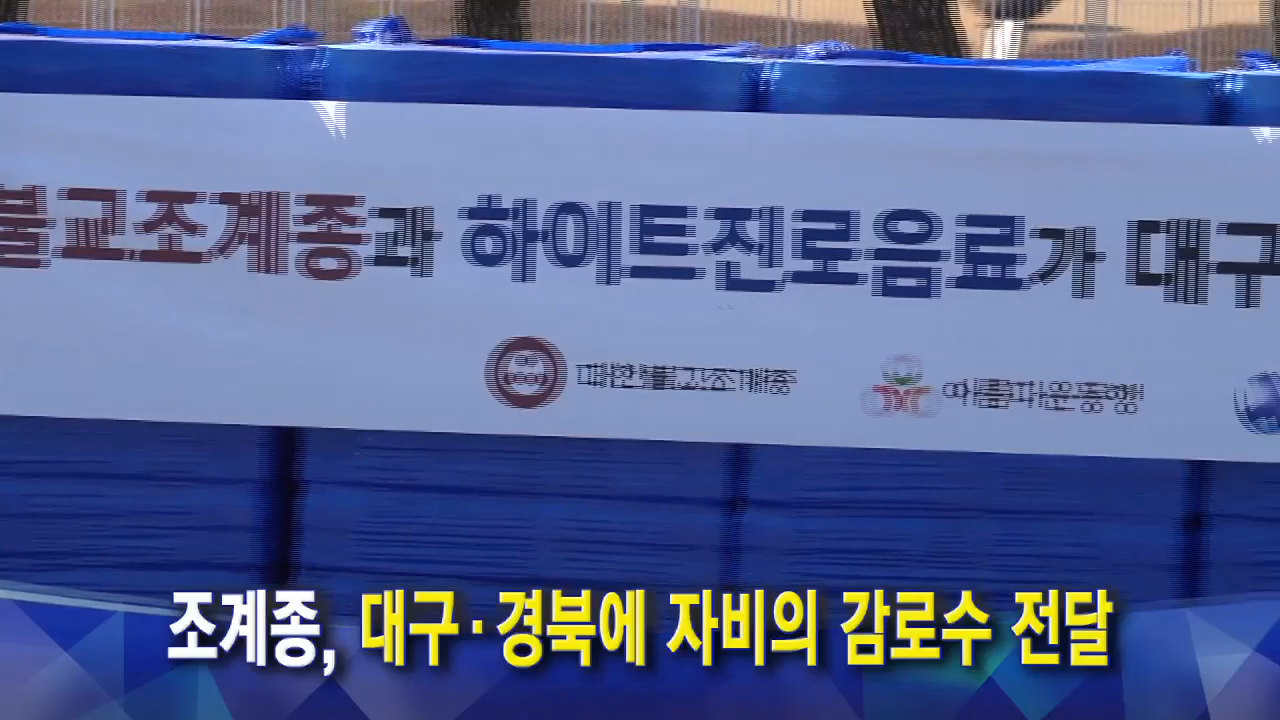 불교조계종과 하이트진로음료가 대구
대한불교조계종 아름다운동행
조계종, 대구·경북에 자비의 감로수 전달